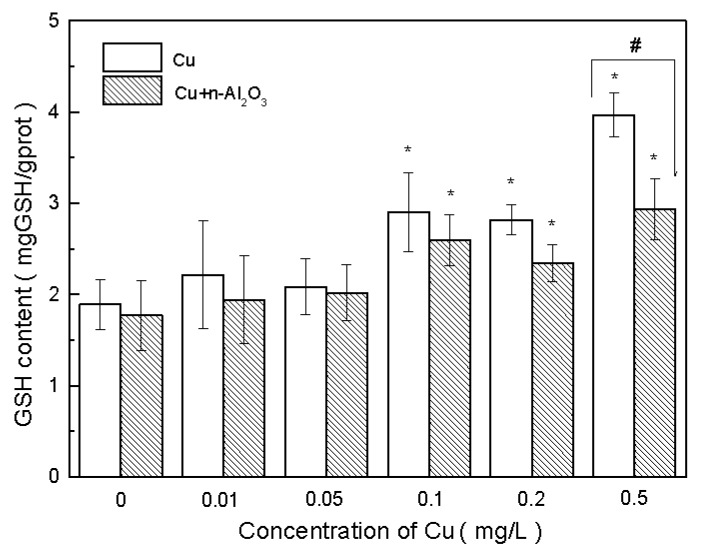 5
4
3
2
1
0
GSH content ( mgGSH/gprot )
Cu
Cu+n-Al₂O₃
#
*
*
*
*
*
*
0 0.01 0.05 0.1 0.2 0.5
Concentration of Cu ( mg/L )